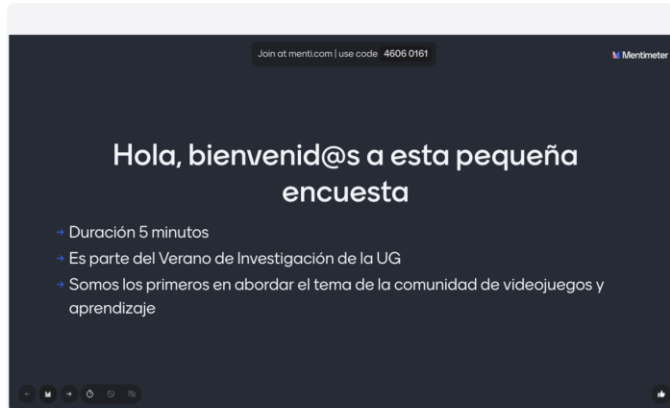 Join at menti.com | use code 4606 0161
Mentimeter
Hola, bienvenid@s a esta pequeña
encuesta
→ Duración 5 minutos
→ Es parte del Verano de Investigación de la UG
→ Somos los primeros en abordar el tema de la comunidad de videojuegos y
aprendizaje